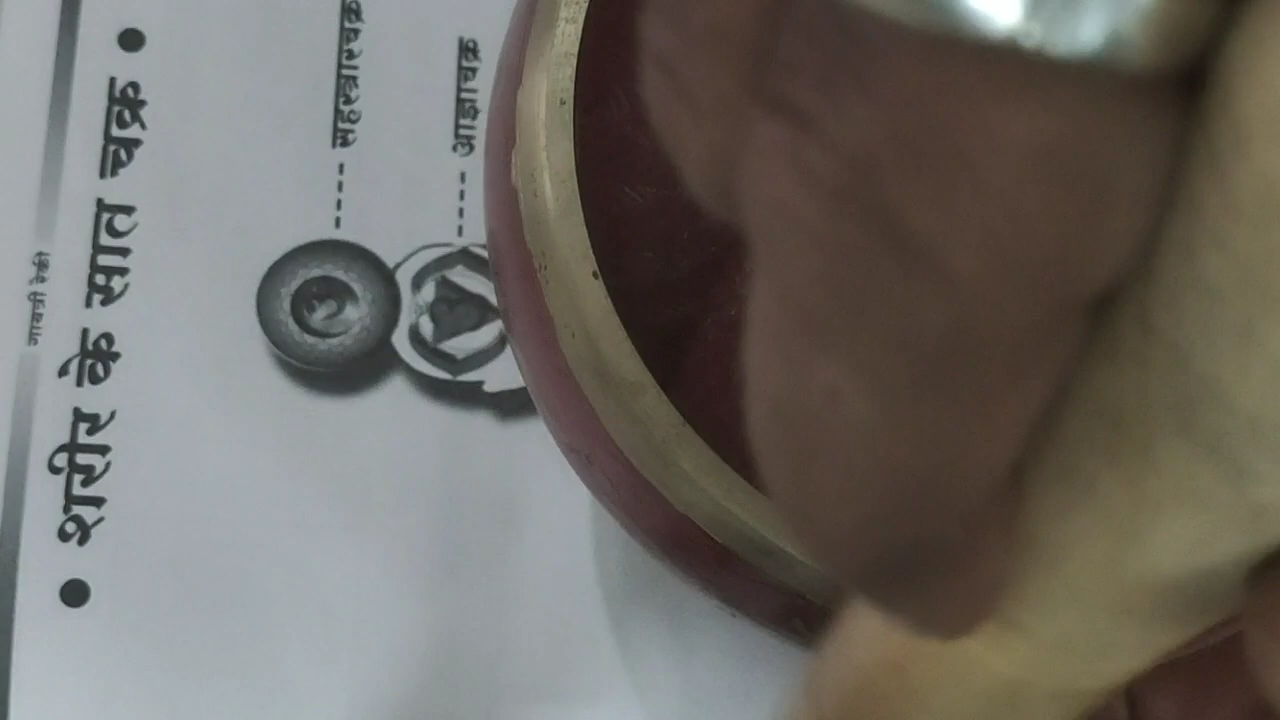 • शरीर के सात चक्र •
सहस्त्रारचक्र
आज्ञाचक्र